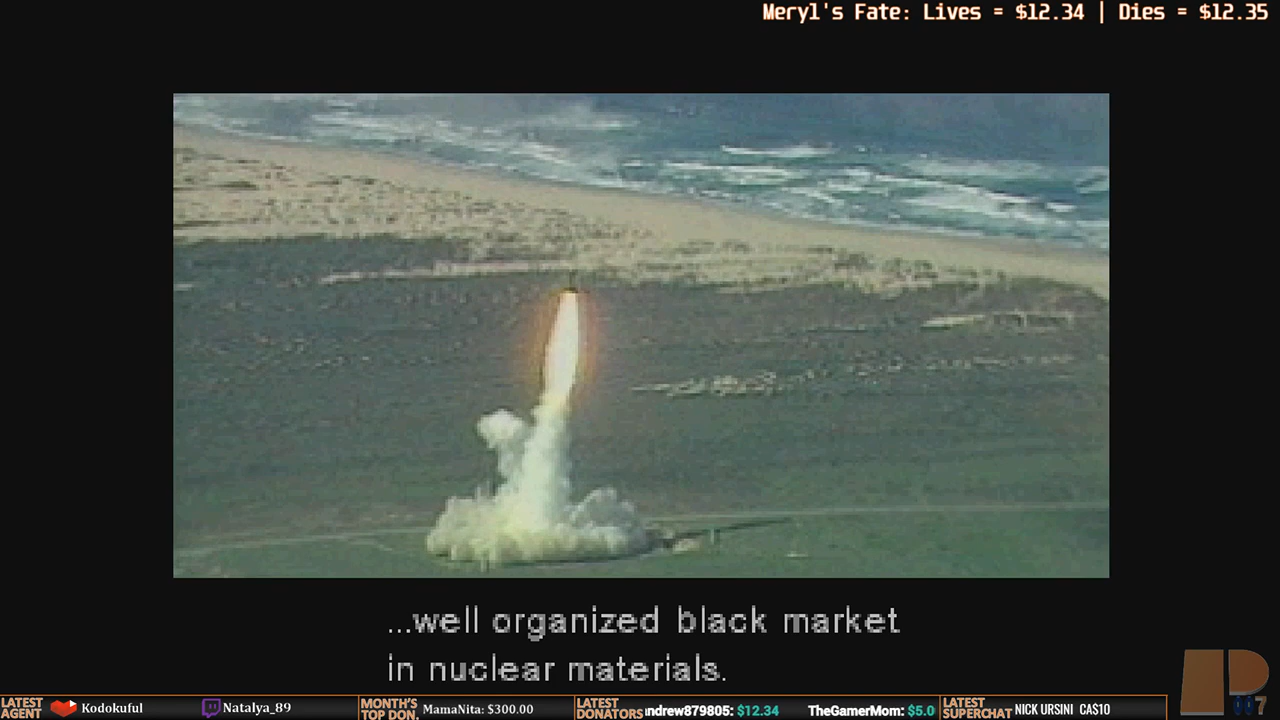 Meryl's Fate: Lives = $12.34 | Dies = $12.35
...well organized black market
in nuclear materials.
LATEST AGENT
Kodokuful
Natalya_89
MONTH'S TOP DON.
MamaNita: $300.00
LATEST DONATORS
ndrew879805: $12.34
TheGamerMom: $5.0
LATEST SUPERCHAT
NICK URSINI CA$10